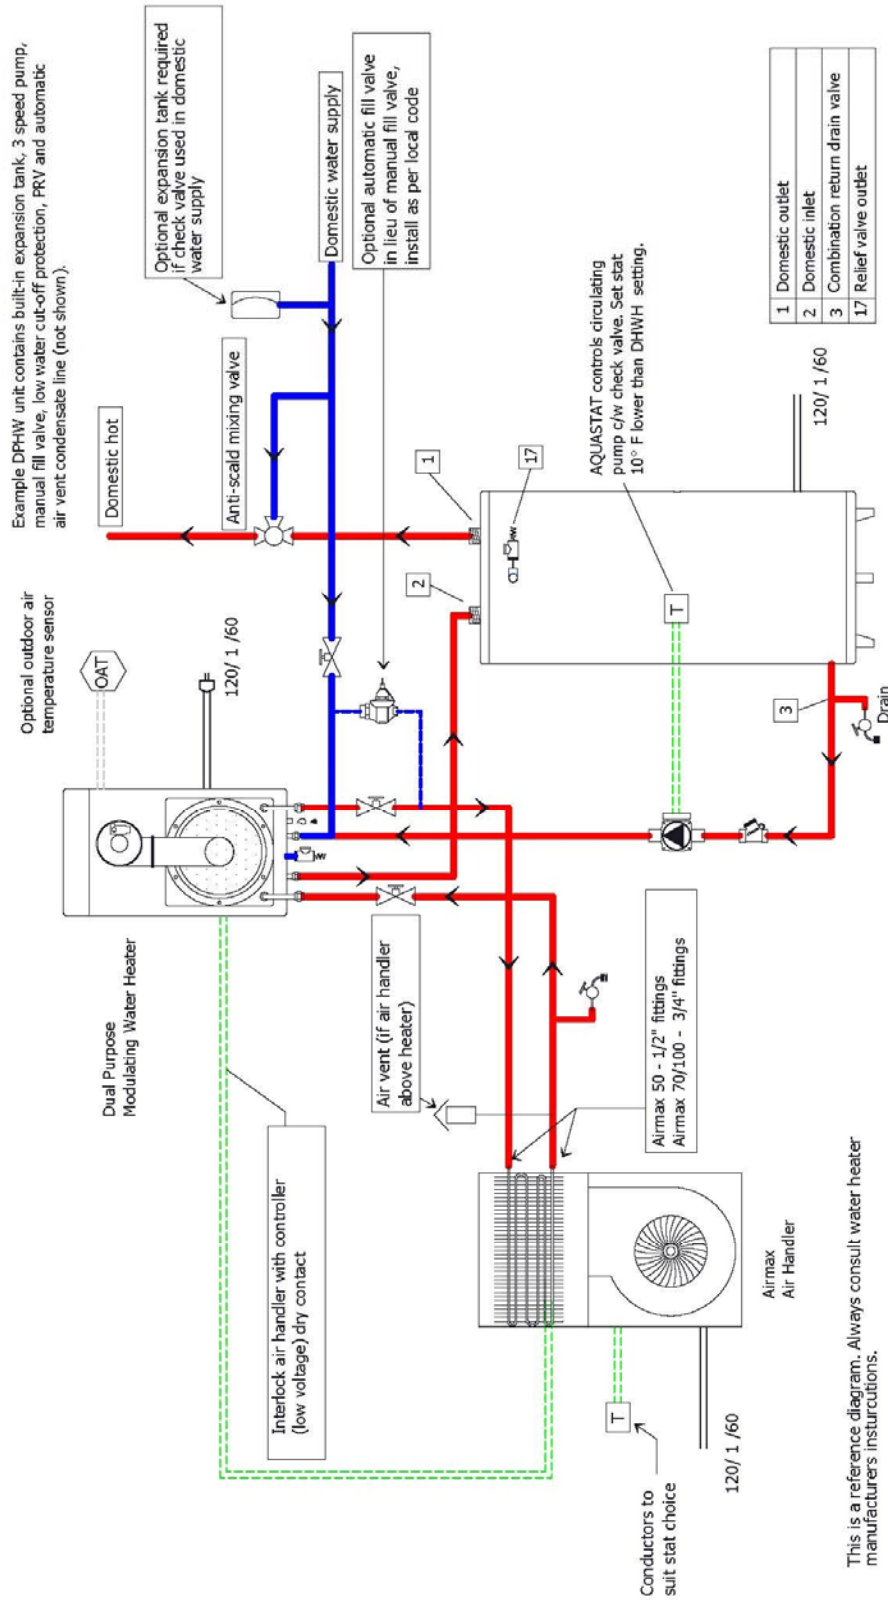 Example DPHW unit contains built-in expansion tank, 3 speed pump,
manual fill valve, low water cut-off protection, PRV and automatic
air vent condensate line (not shown).
Optional expansion tank required
if check valve used in domestic
water supply
Domestic water supply
Optional automatic fill valve
in lieu of manual fill valve,
install as per local code
Domestic hot
Anti-scald mixing valve
Optional outdoor air
temperature sensor
OAT
120/ 1 /60
Dual Purpose
Modulating Water Heater
Interlock air handler with controller
(low voltage) dry contact
Air vent (if air handler
above heater)
1
2
17
AQUASTAT controls circulating
pump c/w check valve. Set stat
10° F lower than DHWH setting.
T
120/ 1 /60
3
Drain
Airmax 50 - 1/2" fittings
Airmax 70/100 - 3/4" fittings
Airmax
Air Handler
T
Conductors to
suit stat choice
120/ 1 /60
1 Domestic outlet
2 Domestic inlet
3 Combination return drain valve
17 Relief valve outlet
This is a reference diagram. Always consult water heater
manufacturers insturcutions.